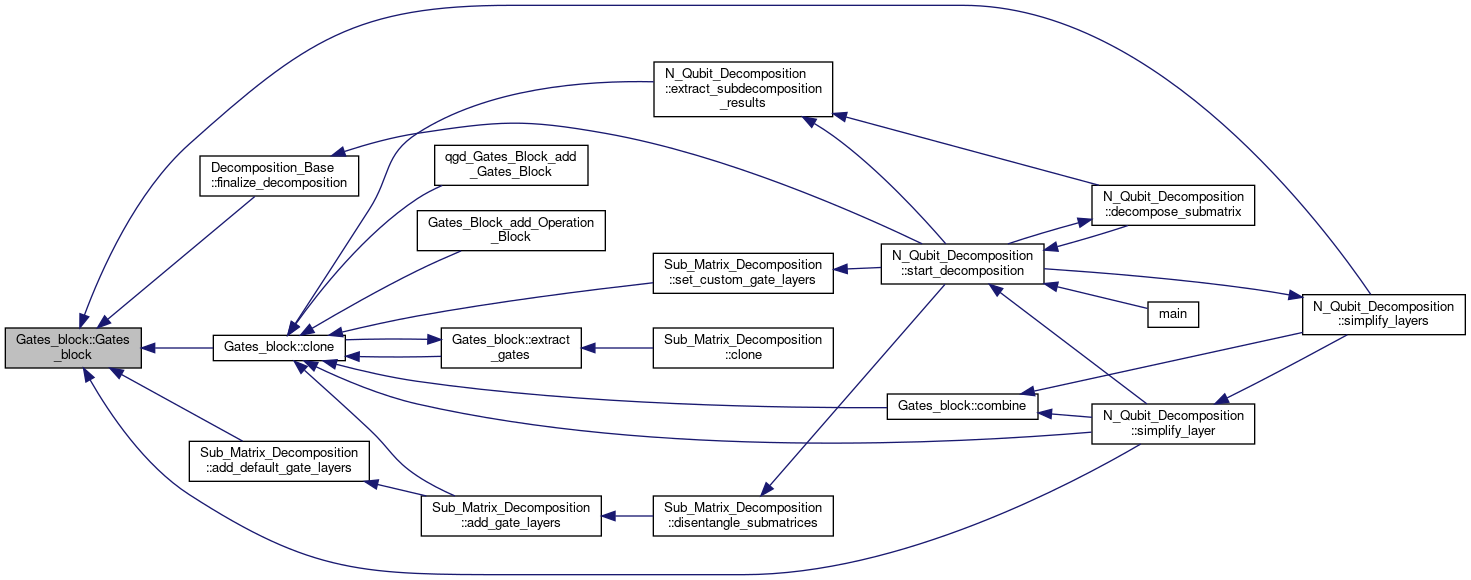 N_Qubit_Decomposition
::extract_subdecomposition
_results
Decomposition_Base
::finalize_decomposition
qgd_Gates_Block_add
_Gates_Block
N_Qubit_Decomposition
::decompose_submatrix
Gates_Block_add_Operation
_Block
Sub_Matrix_Decomposition
::set_custom_gate_layers
N_Qubit_Decomposition
::start_decomposition
main
N_Qubit_Decomposition
::simplify_layers
Gates_block::Gates
_block
Gates_block::clone
Gates_block::extract
_gates
Sub_Matrix_Decomposition
::clone
Gates_block::combine
N_Qubit_Decomposition
::simplify_layer
Sub_Matrix_Decomposition
::add_default_gate_layers
Sub_Matrix_Decomposition
::add_gate_layers
Sub_Matrix_Decomposition
::disentangle_submatrices